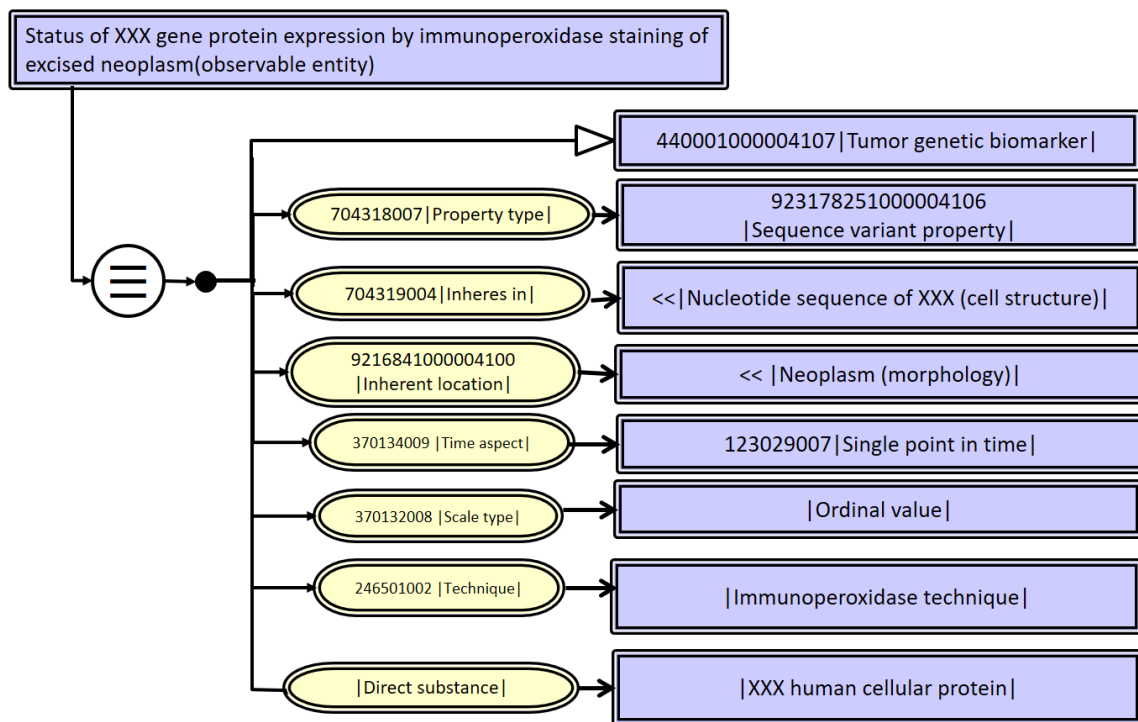 Status of XXX gene protein expression by immunoperoxidase staining of
excised neoplasm(observable entity)
440001000004107|Tumor genetic biomarker|
704318007|Property type|
923178251000004106
|Sequence variant property|
704319004|Inheres in|
<<|Nucleotide sequence of XXX (cell structure)|
9216841000004100
|Inherent location|
<< |Neoplasm (morphology)|
370134009 |Time aspect|
123029007|Single point in time|
370132008 |Scale type|
|Ordinal value|
246501002 |Technique|
|Immunoperoxidase technique|
|Direct substance|
|XXX human cellular protein|